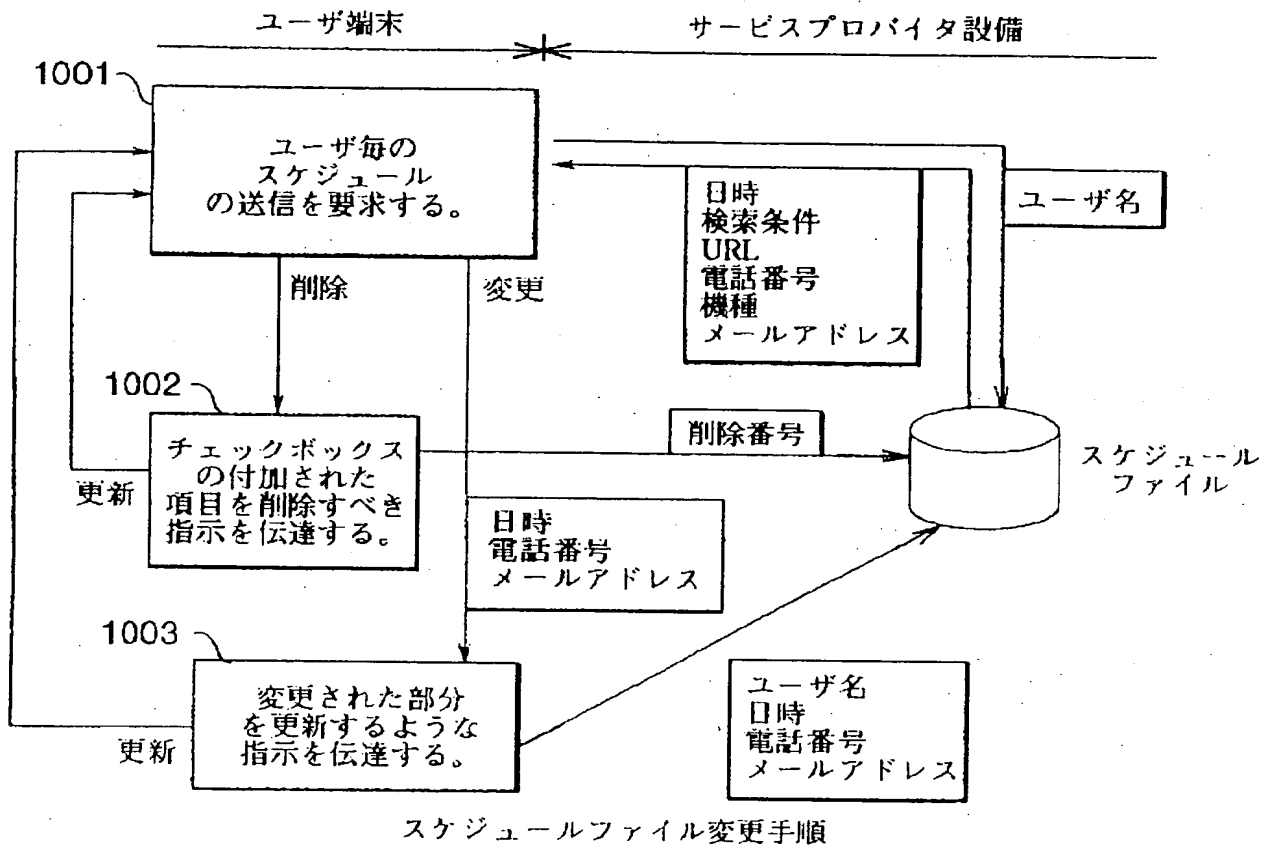 ユーザ端末
サービスプロバイタ設備
1001
ユーザ毎の
スケジュール
の送信を要求する。
日時
検索条件
URL
電話番号
機種
メールアドレス
ユーザ名
削除
変更
1002
チェックボックス
の付加された
項目を削除すべき
指示を伝達する。
更新
削除番号
スケジュール
ファイル
日時
電話番号
メールアドレス
1003
変更された部分
を更新するような
指示を伝達する。
更新
ユーザ名
日時
電話番号
メールアドレス
スケジュールファイル変更手順